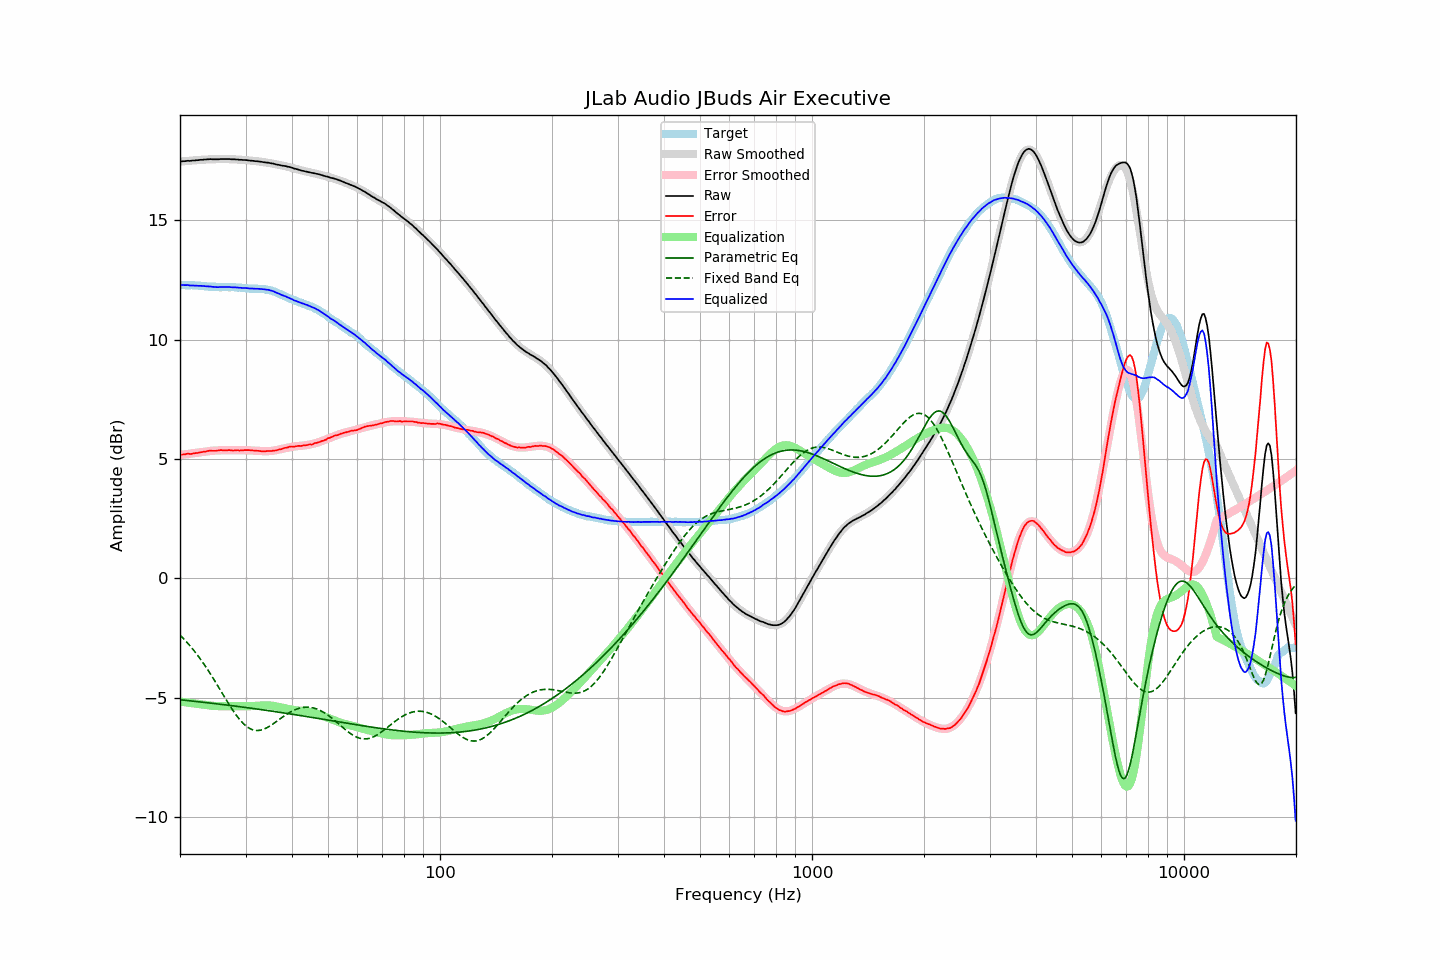 JLab Audio JBuds Air Executive
Target
Raw Smoothed
Error Smoothed
Raw
Error
Equalization
Parametric Eq
Fixed Band Eq
Equalized
Amplitude (dBr)
15
10
5
0
−5
−10
100
1000
10000
Frequency (Hz)